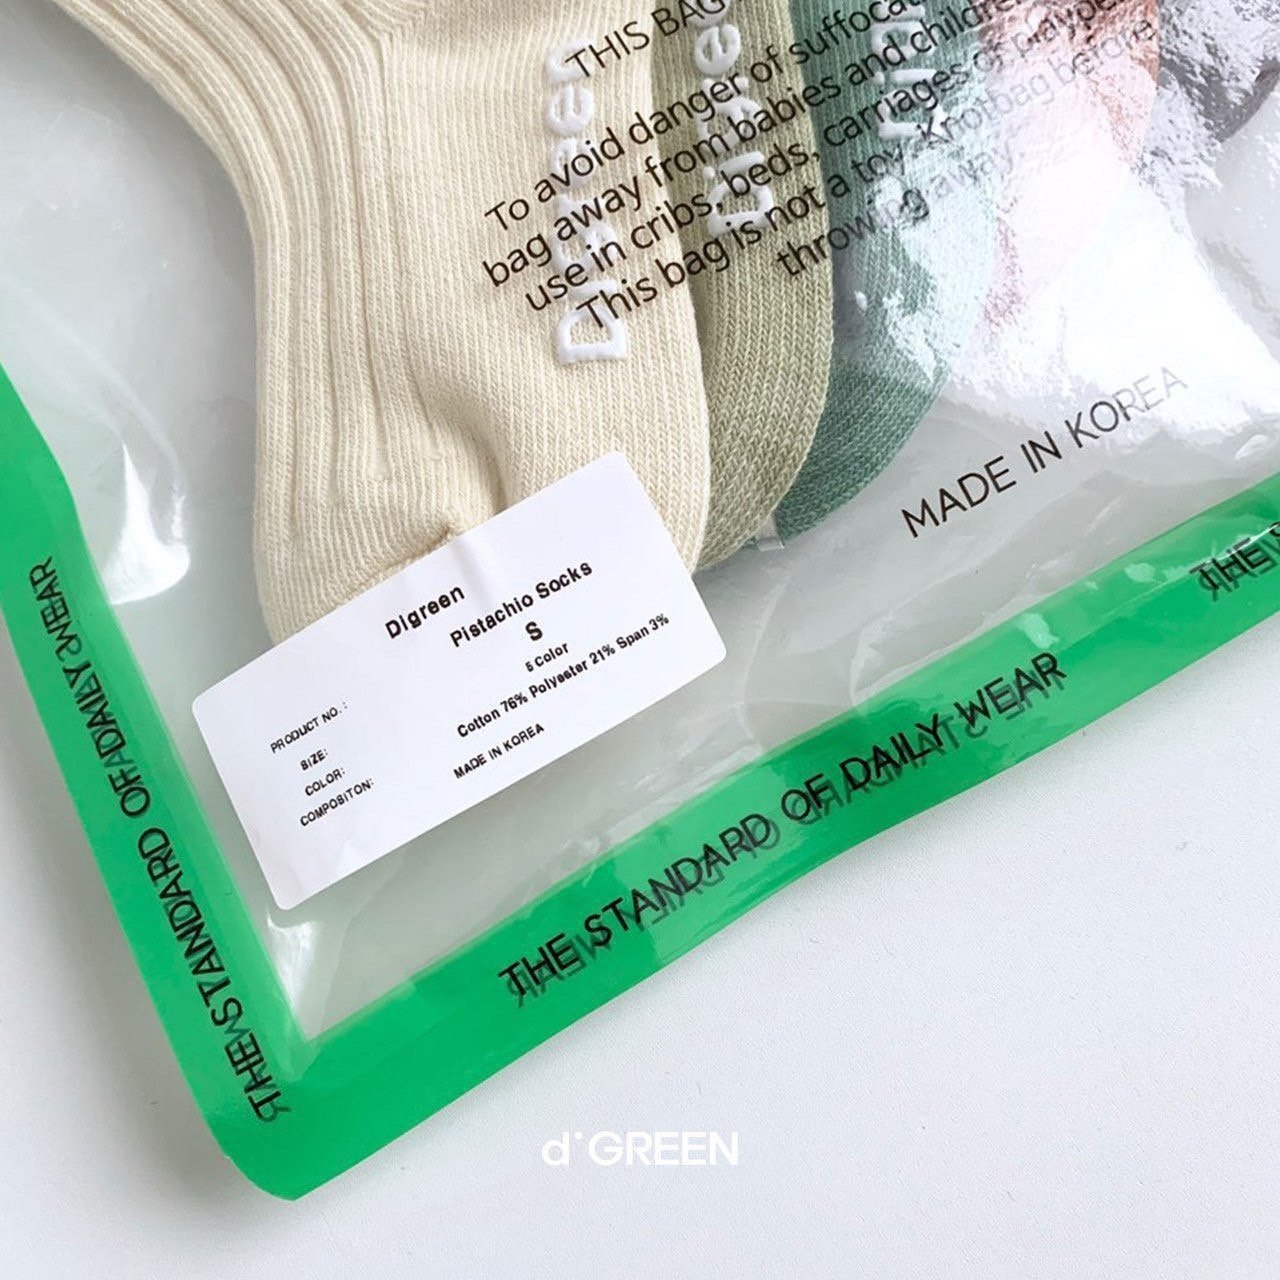 THIS BAG
To avoid danger of suffocat
bag away from babies and childre
use in cribs, beds, carriages or plaype
This bag is not a toy. Knot bag before
throwing away.
Digreen
Digree
MADE IN KOREA
Digreen
PRODUCT NO.: Pistachio Socks
SIZE: S
COLOR: 5 Color
COMPOSITON: Cotton 76% Polyester 21% Span 3%
MADE IN KOREA
THE STANDARD OF DAILY WEAR
THE STANDARD OF DAILY WEAR
THE S
d'GREEN